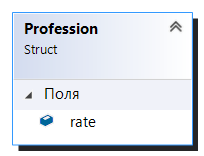 Profession
Struct
Поля
rate